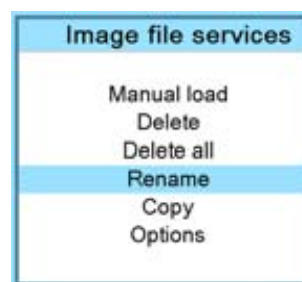 Image file services
Manual load
Delete
Delete all
Rename
Copy
Options